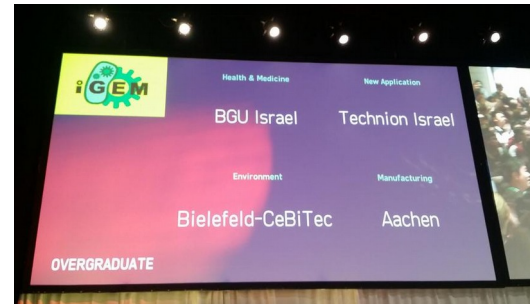 iGEM
Health & Medicine
BGU Israel
New Application
Technion Israel
Environment
Bielefeld-CeBiTec
Manufacturing
Aachen
OVERGRADUATE